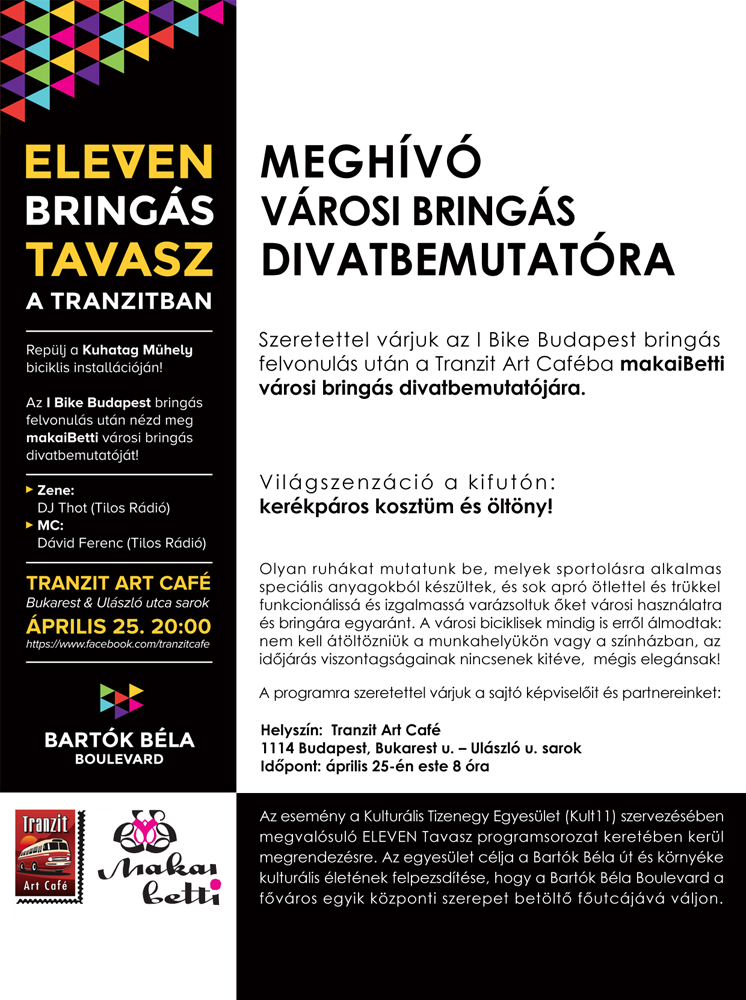 ELEVEN
BRINGÁS
TAVASZ
A TRANZITBAN
Repülj a Kuhatag Műhely
biciklis installációján!
Az I Bike Budapest bringás
felvonulás után nézd meg
makaiBetti városi bringás
divatbemutatóját!
Zene:
DJ Thot (Tilos Rádió)
MC:
Dávid Ferenc (Tilos Rádió)
TRANZIT ART CAFÉ
Bukarest & Ulászló utca sarok
ÁPRILIS 25. 20:00
https://www.facebook.com/tranzitcafe
BARTÓK BÉLA
BOULEVARD
Tranzit
Art Café
Makai
betti
MEGHÍVÓ
VÁROSI BRINGÁS
DIVATBEMUTATÓRA
Szeretettel várjuk az I Bike Budapest bringás
felvonulás után a Tranzit Art Caféba makaiBetti
városi bringás divatbemutatójára.
Világszenzáció a kifutón:
kerékpáros kosztüm és öltöny!
Olyan ruhákat mutatunk be, melyek sportolásra alkalmas
speciális anyagokból készültek, és sok apró ötlettel és trükkel
funkcionálissá és izgalmassá varázsoltuk őket városi használatra
és bringára egyaránt. A városi biciklisek mindig is erről álmodtak:
nem kell átöltözniük a munkahelyükön vagy a színházban, az
időjárás viszontagságainak nincsenek kitéve, mégis elegánsak!
A programra szeretettel várjuk a sajtó képviselőit és partnereinket:
Helyszín: Tranzit Art Café
1114 Budapest, Bukarest u. – Ulászló u. sarok
Időpont: április 25-én este 8 óra
Az esemény a Kulturális Tizenegy Egyesület (Kult11) szervezésében
megvalósuló ELEVEN Tavasz programsorozat keretében kerül
megrendezésre. Az egyesület célja a Bartók Béla út és környéke
kulturális életének felpezsdítése, hogy a Bartók Béla Boulevard a
főváros egyik központi szerepet betöltő főutcájává váljon.